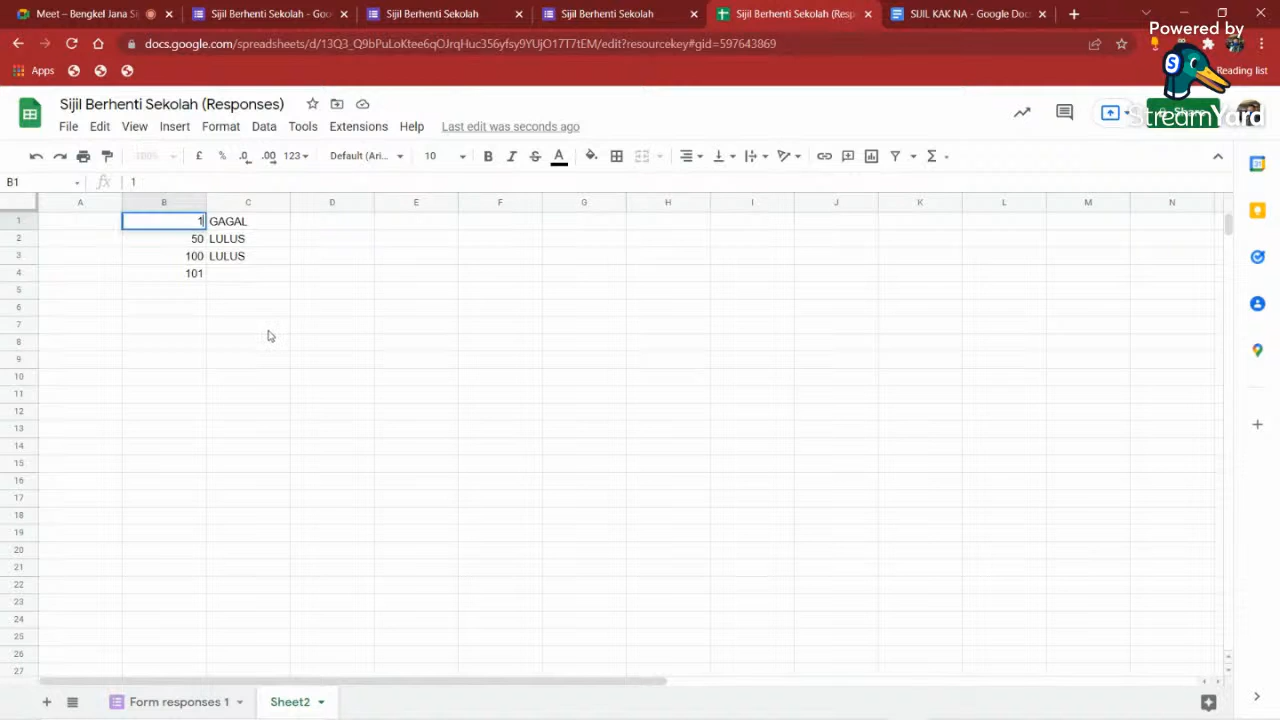 Meet – Bengkel Jana Si
Sijil Berhenti Sekolah - Goo
Sijil Berhenti Sekolah
Sijil Berhenti Sekolah
Sijil Berhenti Sekolah (Resp
SIJIL KAK NA - Google Doc
Powered by
docs.google.com/spreadsheets/d/13Q3_Q9bPuLoKtee6qOJrqHuc356yfsy9YUjO17T7tEM/edit?resourcekey#gid=597643869
Apps
Reading list
StreamYard
Sijil Berhenti Sekolah (Responses)
Share
File Edit View Insert Format Data Tools Extensions Help Last edit was seconds ago
100% £ % .0 .00 123 Default (Ari... 10 B I S A Σ
B1 fx 1
A B C D E F G H I J K L M N
1 1 GAGAL
2 50 LULUS
3 100 LULUS
4 101
5
6
7
8
9
10
11
12
13
14
15
16
17
18
19
20
21
22
23
24
25
26
27
Form responses 1 Sheet2